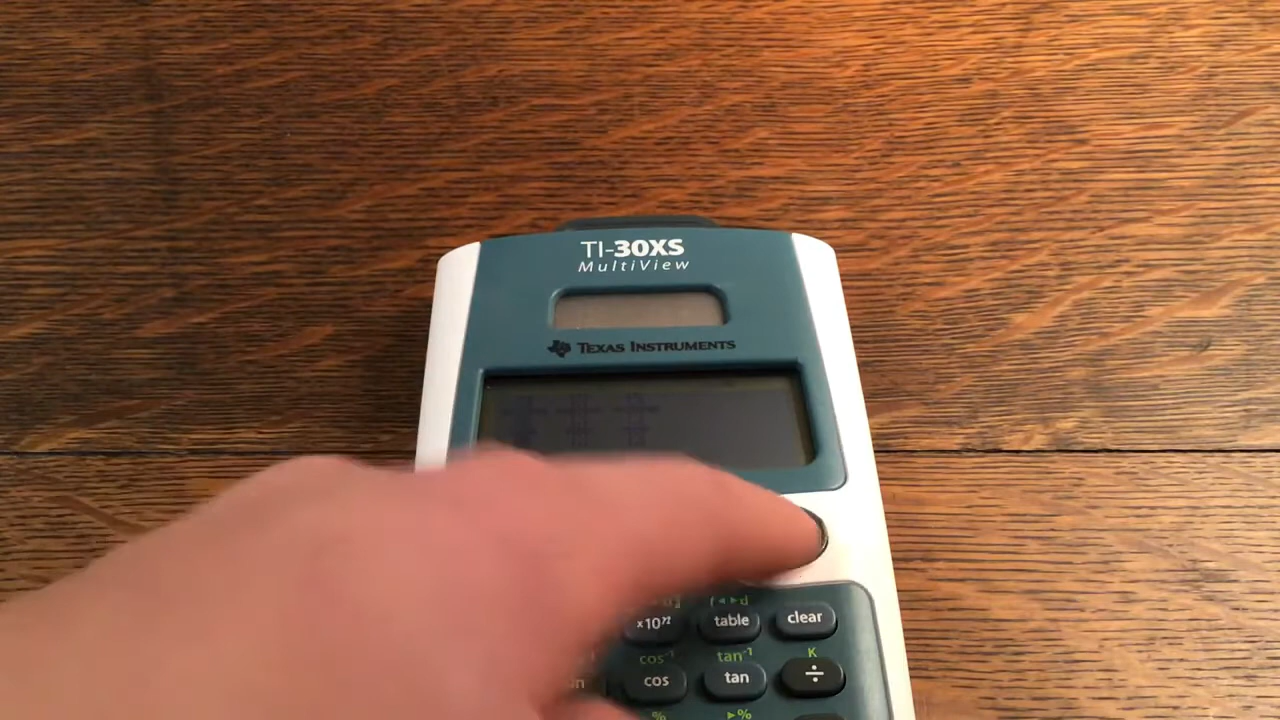 TI-30XS
MultiView
TEXAS INSTRUMENTS
×10ⁿ table clear
cos⁻¹ tan⁻¹ K
cos tan ÷
% ►%